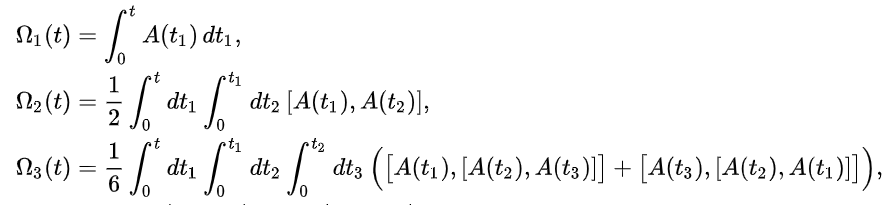 Ω₁(t) = ∫₀ᵗ A(t₁) dt₁,
Ω₂(t) = 1/2 ∫₀ᵗ dt₁ ∫₀^{t₁} dt₂ [A(t₁), A(t₂)],
Ω₃(t) = 1/6 ∫₀ᵗ dt₁ ∫₀^{t₁} dt₂ ∫₀^{t₂} dt₃ ([A(t₁), [A(t₂), A(t₃)]] + [A(t₃), [A(t₂), A(t₁)]]),